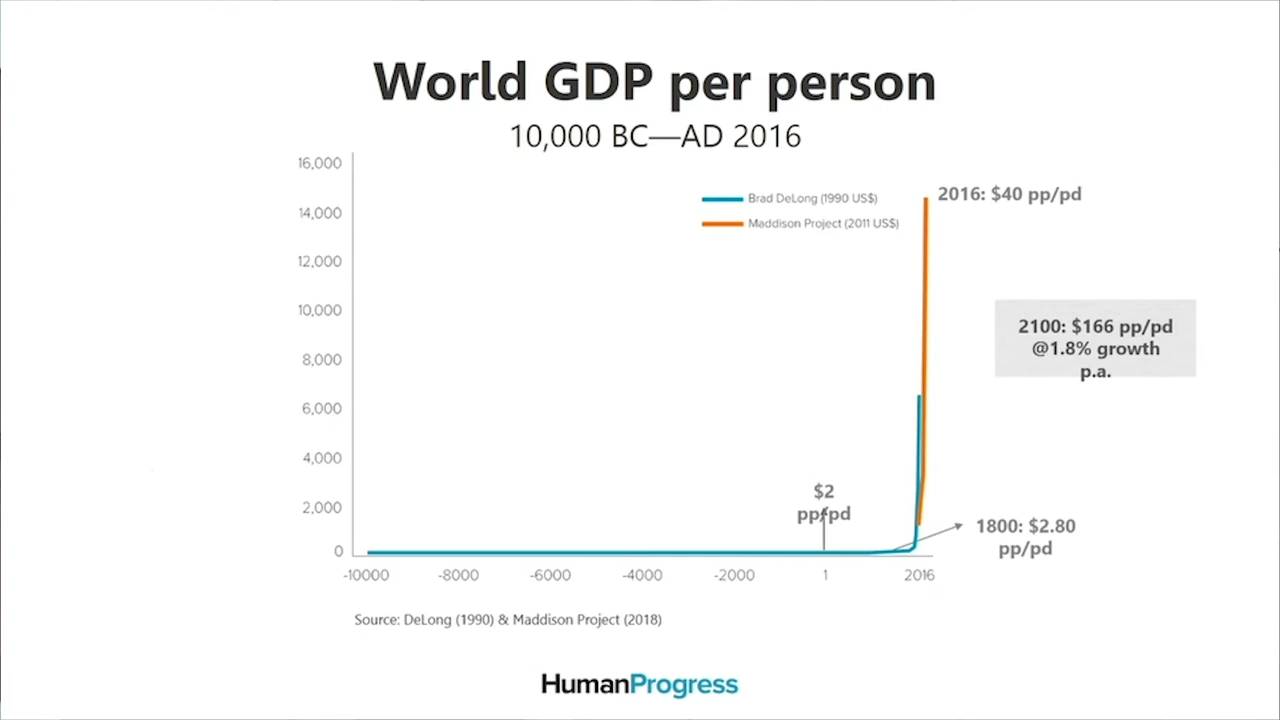 World GDP per person
10,000 BC—AD 2016
16,000
14,000
12,000
10,000
8,000
6,000
4,000
2,000
0
Brad DeLong (1990 US$)
Maddison Project (2011 US$)
2016: $40 pp/pd
2100: $166 pp/pd
@1.8% growth
p.a.
$2
pp/pd
1800: $2.80
pp/pd
-10000
-8000
-6000
-4000
-2000
1
2016
Source: DeLong (1990) & Maddison Project (2018)
HumanProgress